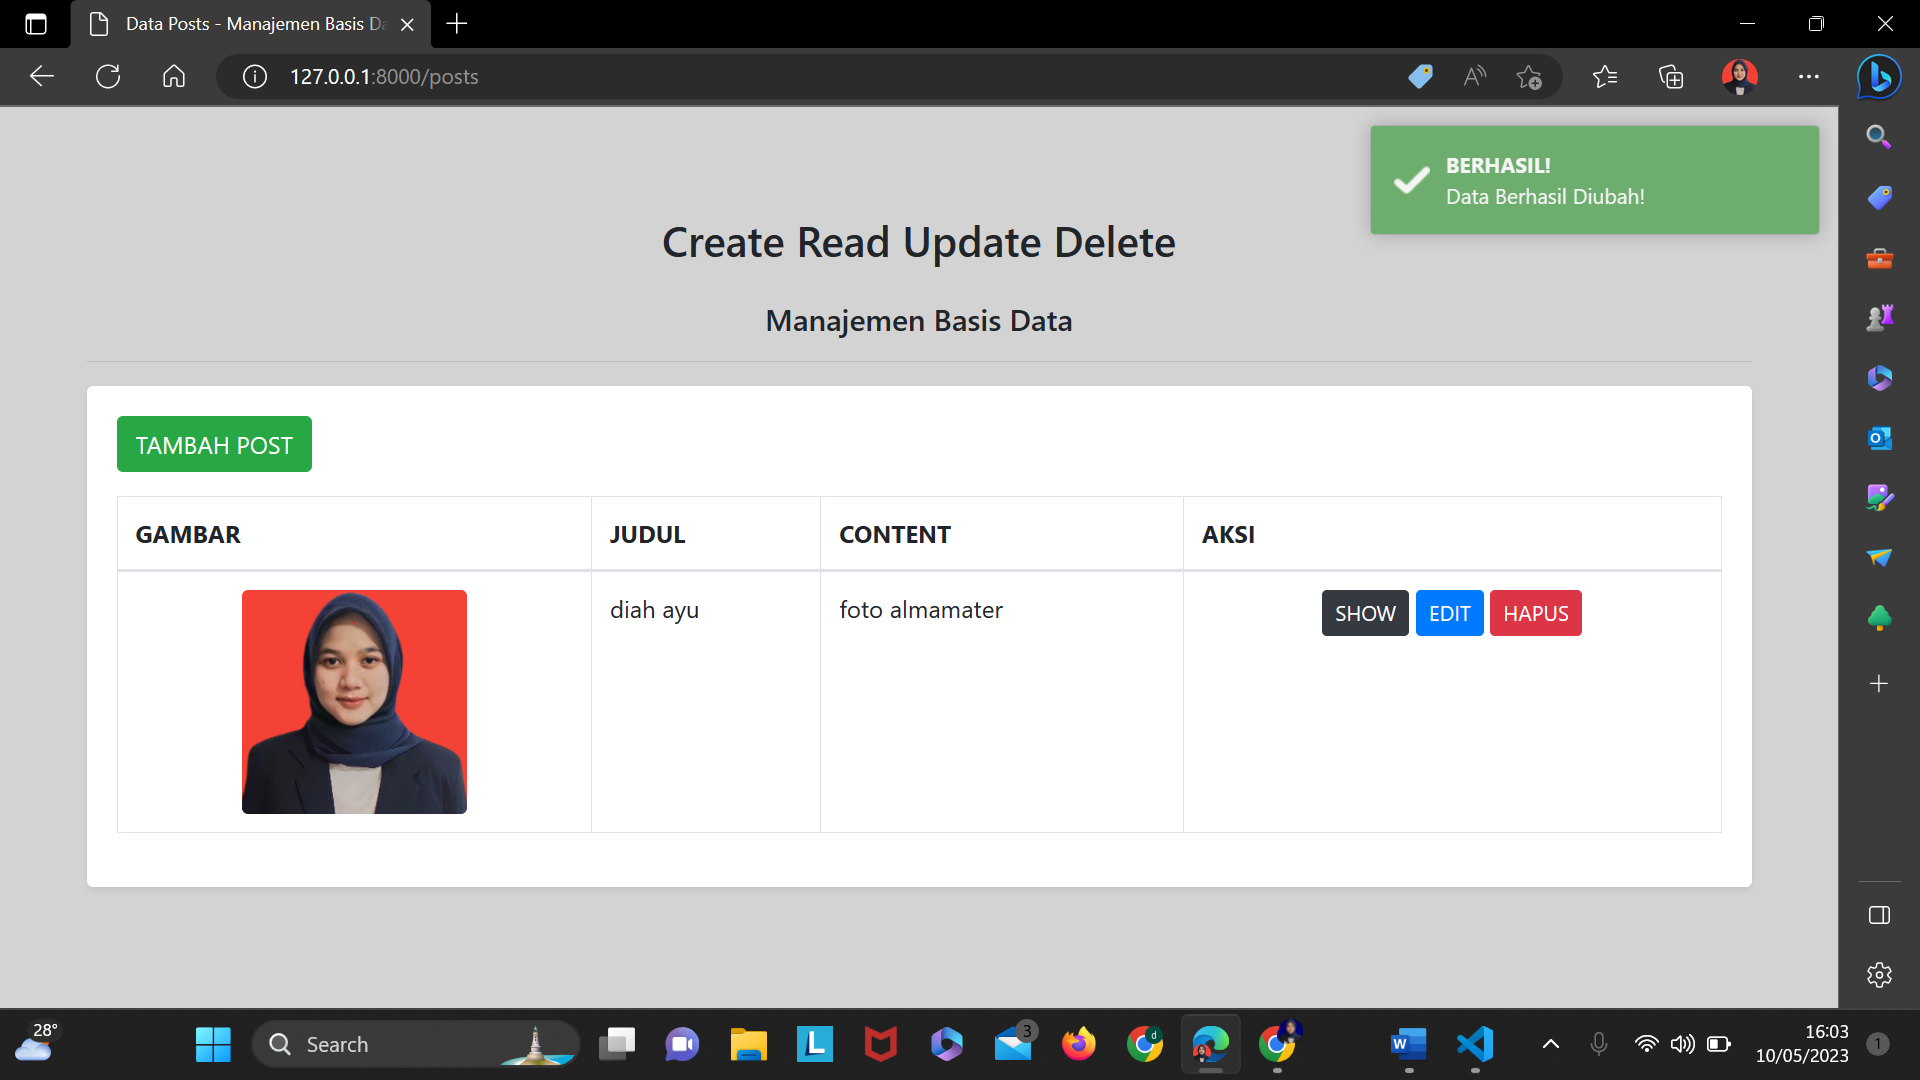 Data Posts - Manajemen Basis Da
127.0.0.1:8000/posts
BERHASIL!
Data Berhasil Diubah!
Create Read Update Delete
Manajemen Basis Data
TAMBAH POST
GAMBAR JUDUL CONTENT AKSI
diah ayu foto almamater SHOW EDIT HAPUS
28°
Search
3
d
16:03
10/05/2023
1